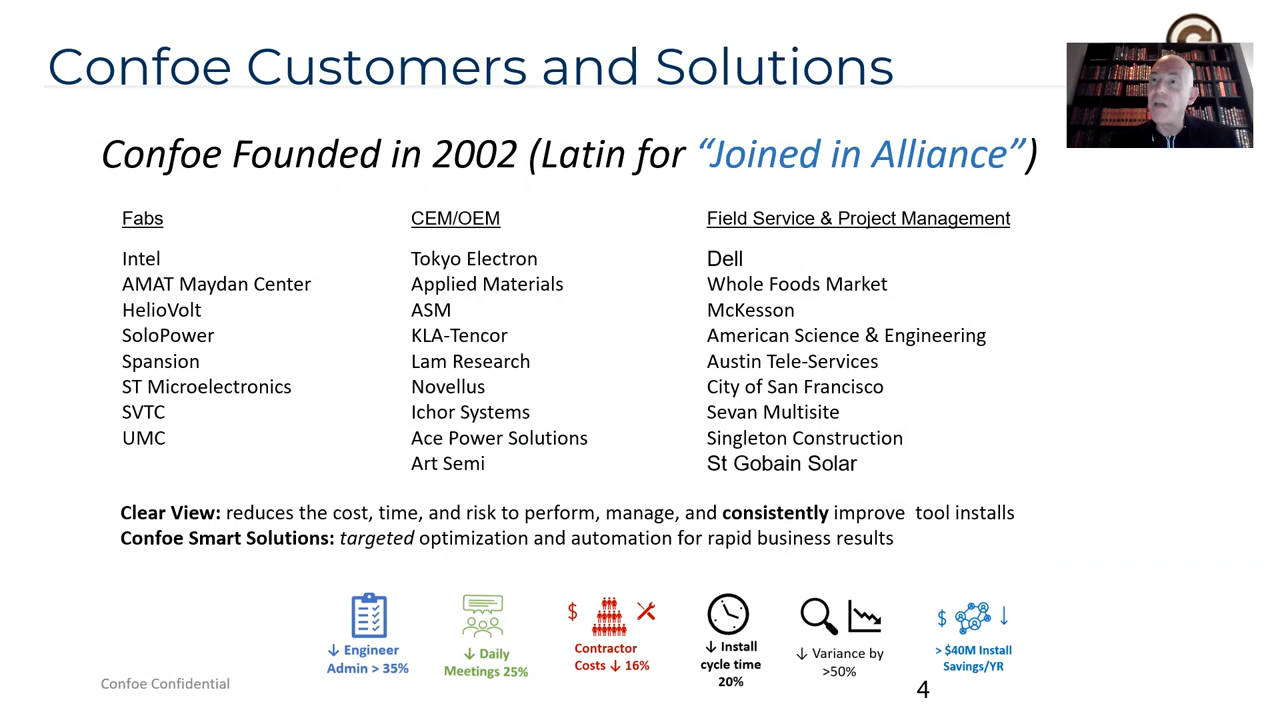 Confoe Customers and Solutions
Confoe Founded in 2002 (Latin for “Joined in Alliance”)
Fabs
Intel
AMAT Maydan Center
HelioVolt
SoloPower
Spansion
ST Microelectronics
SVTC
UMC
CEM/OEM
Tokyo Electron
Applied Materials
ASM
KLA-Tencor
Lam Research
Novellus
Ichor Systems
Ace Power Solutions
Art Semi
Field Service & Project Management
Dell
Whole Foods Market
McKesson
American Science & Engineering
Austin Tele-Services
City of San Francisco
Sevan Multisite
Singleton Construction
St Gobain Solar
Clear View: reduces the cost, time, and risk to perform, manage, and consistently improve  tool installs
Confoe Smart Solutions: targeted optimization and automation for rapid business results
↓ Engineer
Admin > 35%
↓ Daily
Meetings 25%
$
Contractor
Costs ↓ 16%
↓ Install
cycle time
20%
↓ Variance by
>50%
$ ↓
> $40M Install
Savings/YR
Confoe Confidential
4